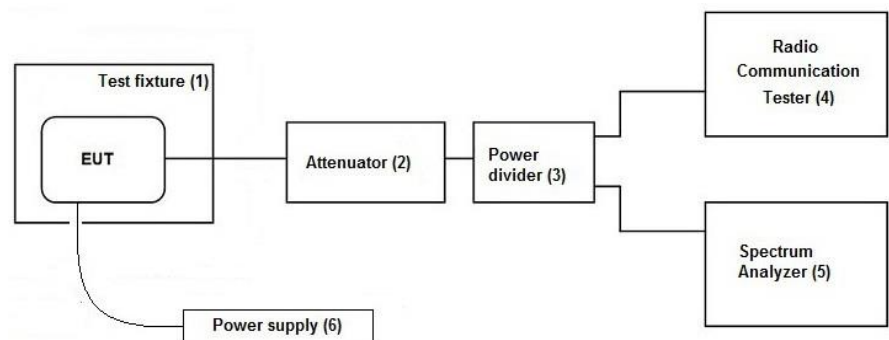 Test fixture (1)
EUT
Attenuator (2)
Power
divider (3)
Radio
Communication
Tester (4)
Spectrum
Analyzer (5)
Power supply (6)